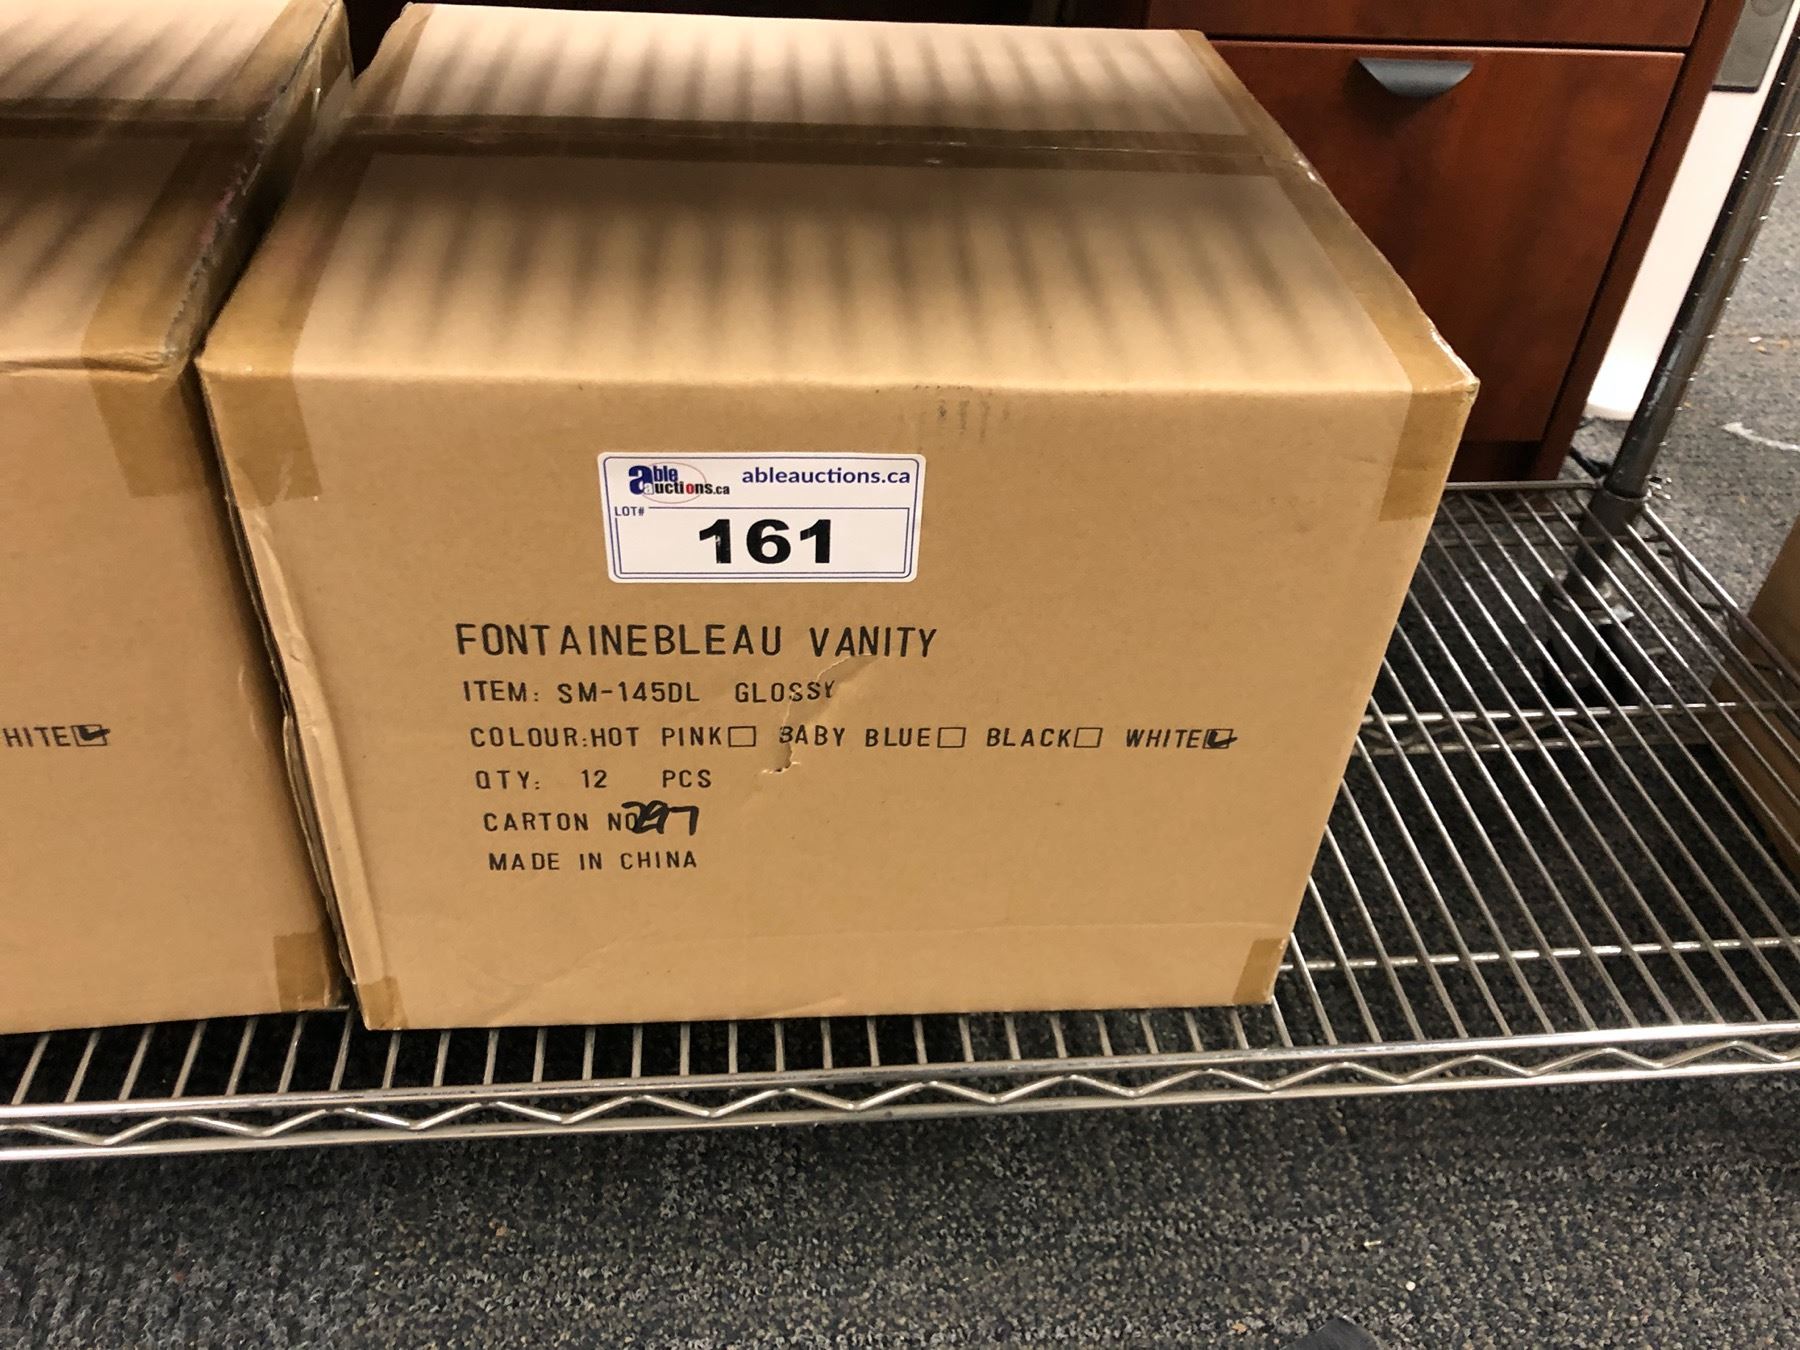 able auctions.ca ableauctions.ca
LOT#
161
FONTAINEBLEAU VANITY
ITEM: SM-145DL GLOSSY
COLOUR:HOT PINK☐ BABY BLUE☐ BLACK☐ WHITE☑
QTY: 12 PCS
CARTON NO 297
MADE IN CHINA
HITE☑